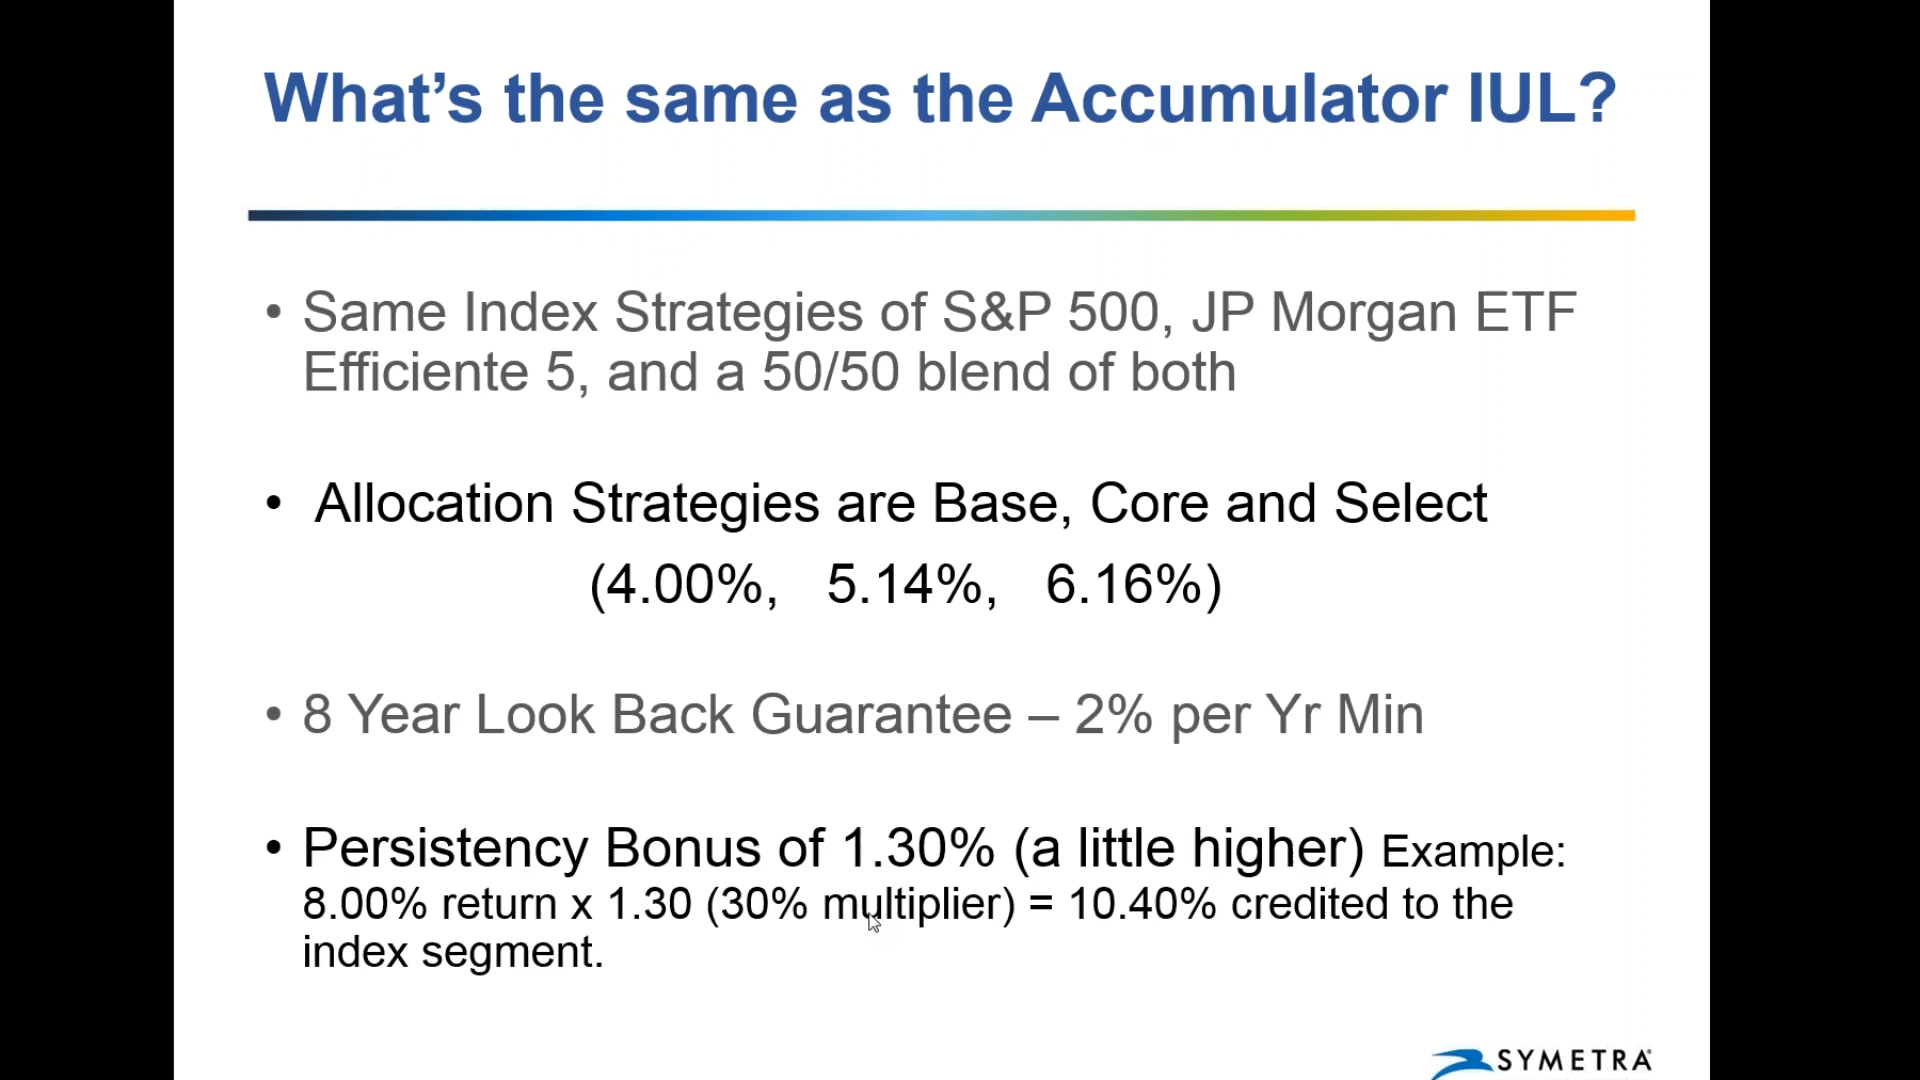 What’s the same as the Accumulator IUL?
• Same Index Strategies of S&P 500, JP Morgan ETF
Efficiente 5, and a 50/50 blend of both
• Allocation Strategies are Base, Core and Select
(4.00%, 5.14%, 6.16%)
• 8 Year Look Back Guarantee – 2% per Yr Min
• Persistency Bonus of 1.30% (a little higher) Example:
8.00% return x 1.30 (30% multiplier) = 10.40% credited to the
index segment.
SYMETRA